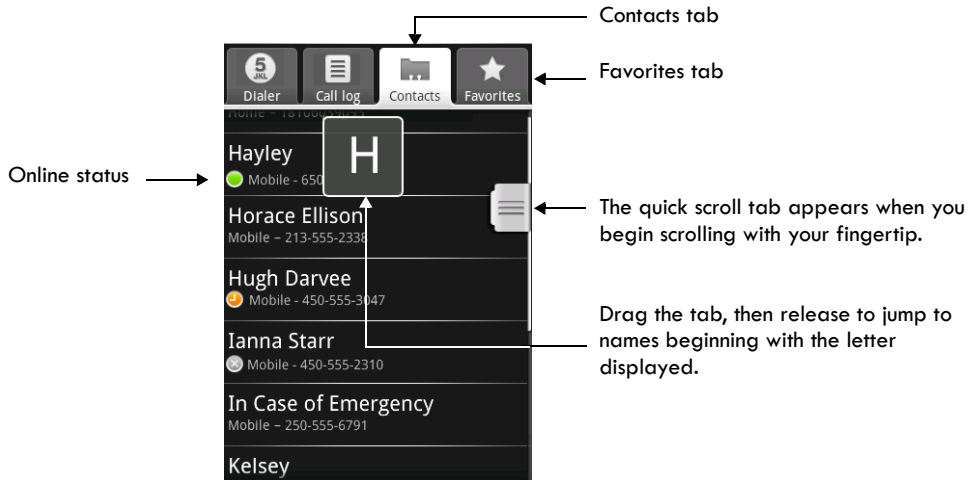 Contacts tab
Favorites tab
5
JKL
Dialer
Call log
Contacts
Favorites
H
Hayley
Mobile - 650
Online status
Horace Ellison
Mobile – 213-555-2338
The quick scroll tab appears when you
begin scrolling with your fingertip.
Hugh Darvee
Mobile - 450-555-3047
Drag the tab, then release to jump to
names beginning with the letter
displayed.
Ianna Starr
Mobile - 450-555-2310
In Case of Emergency
Mobile – 250-555-6791
Kelsey